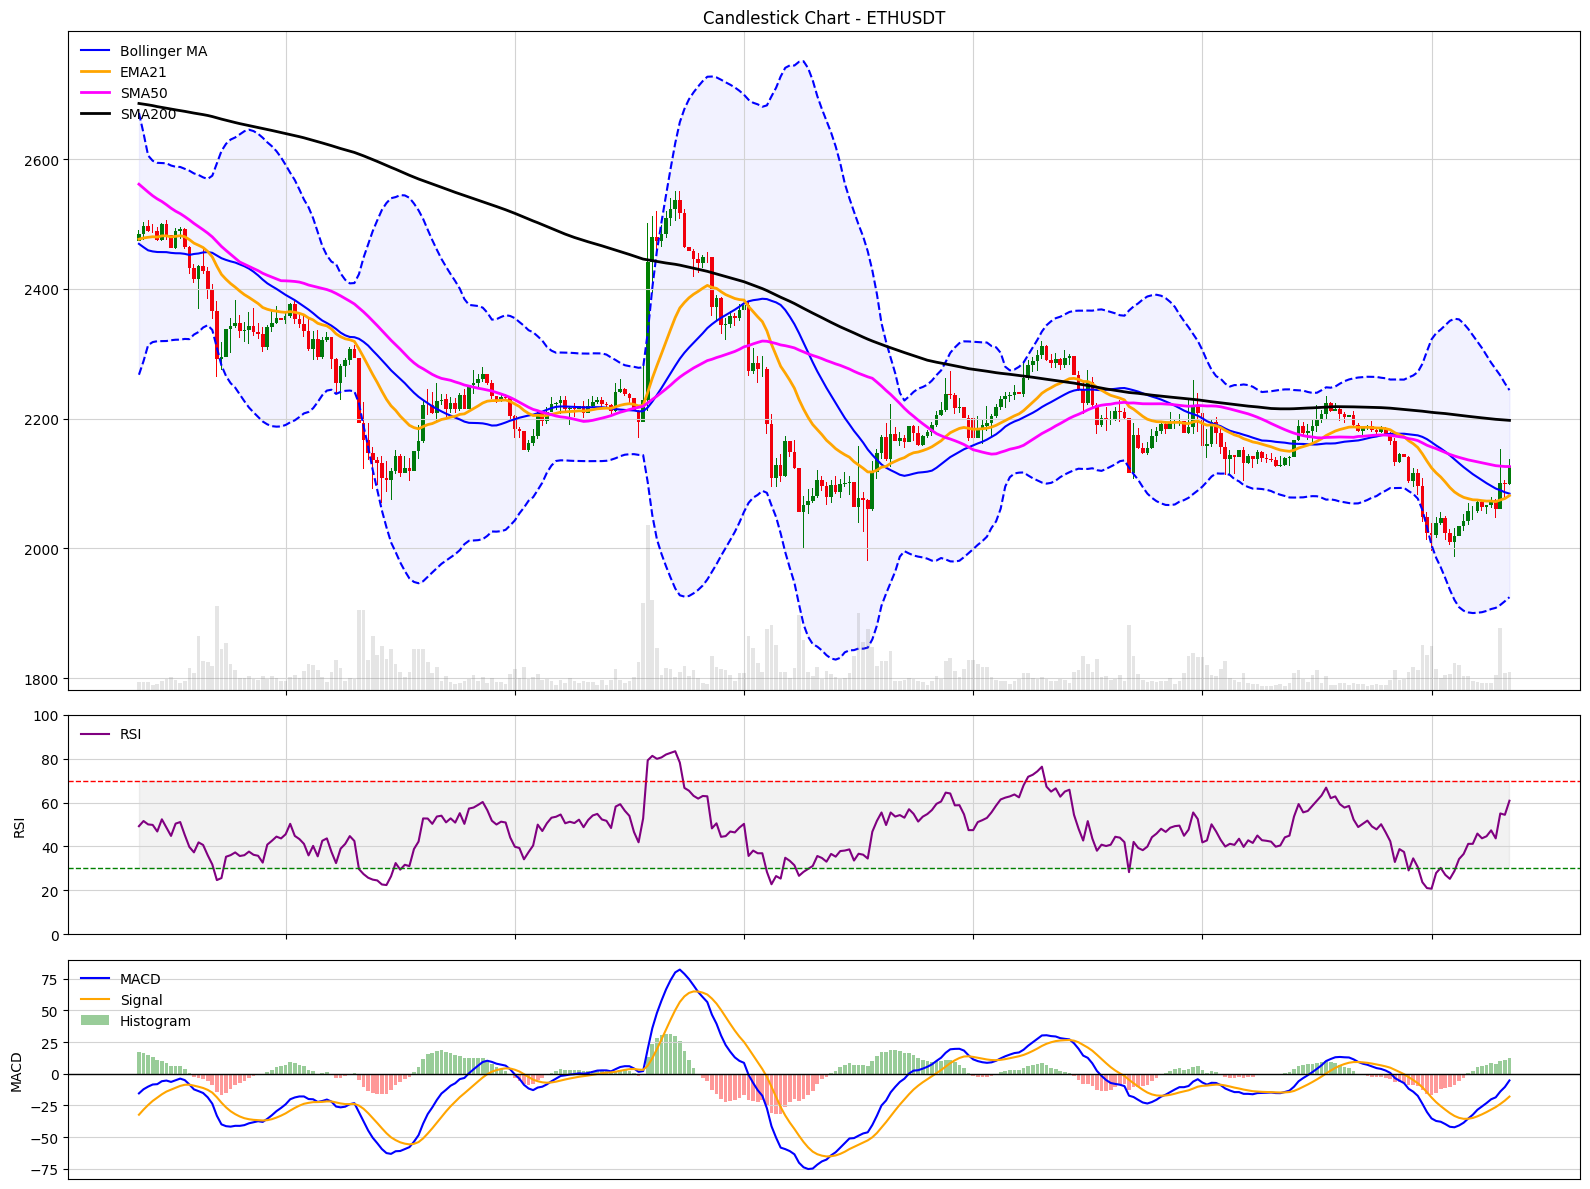 Candlestick Chart - ETHUSDT
Bollinger MA
EMA21
SMA50
SMA200
2600
2400
2200
2000
1800
100
80
60
40
20
0
RSI
RSI
75
50
25
0
−25
−50
−75
MACD
MACD
Signal
Histogram